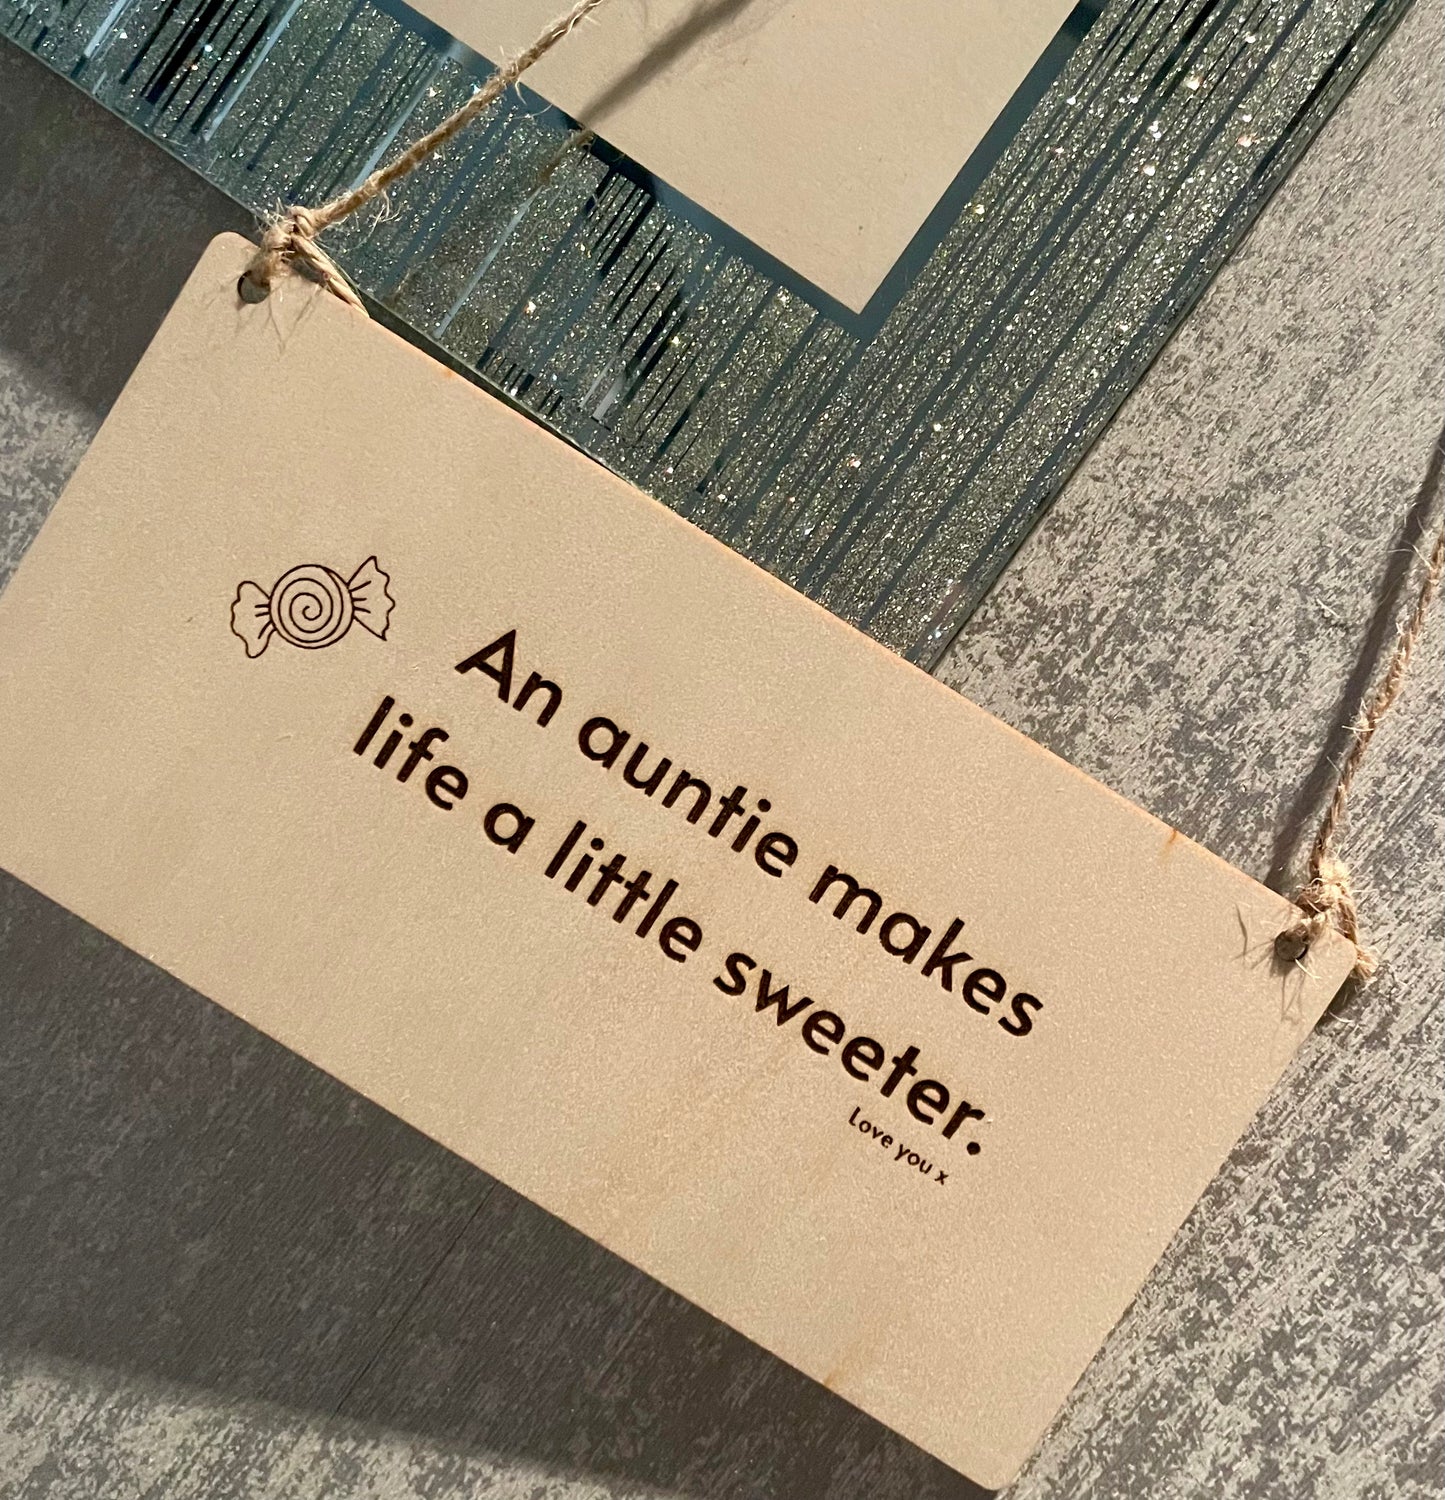 An auntie makes
life a little sweeter.
Love you x